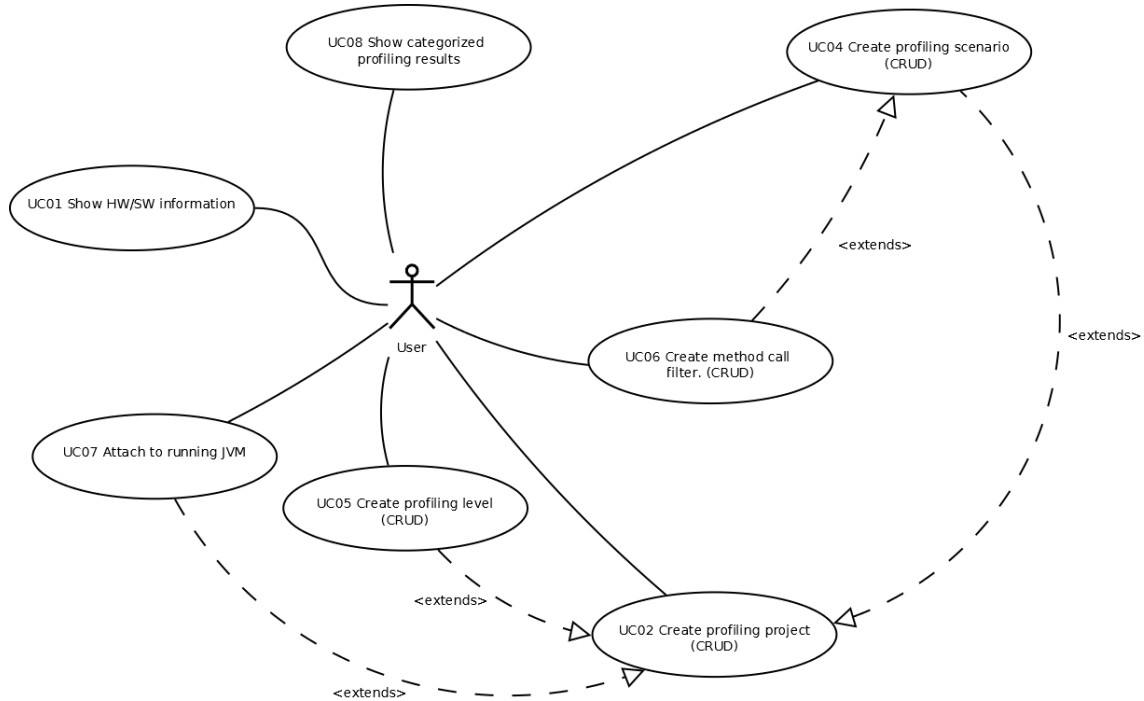 UC08 Show categorized
profiling results
UC04 Create profiling scenario
(CRUD)
UC01 Show HW/SW information
<extends>
<extends>
User
UC06 Create method call
filter. (CRUD)
UC07 Attach to running JVM
UC05 Create profiling level
(CRUD)
<extends>
UC02 Create profiling project
(CRUD)
<extends>